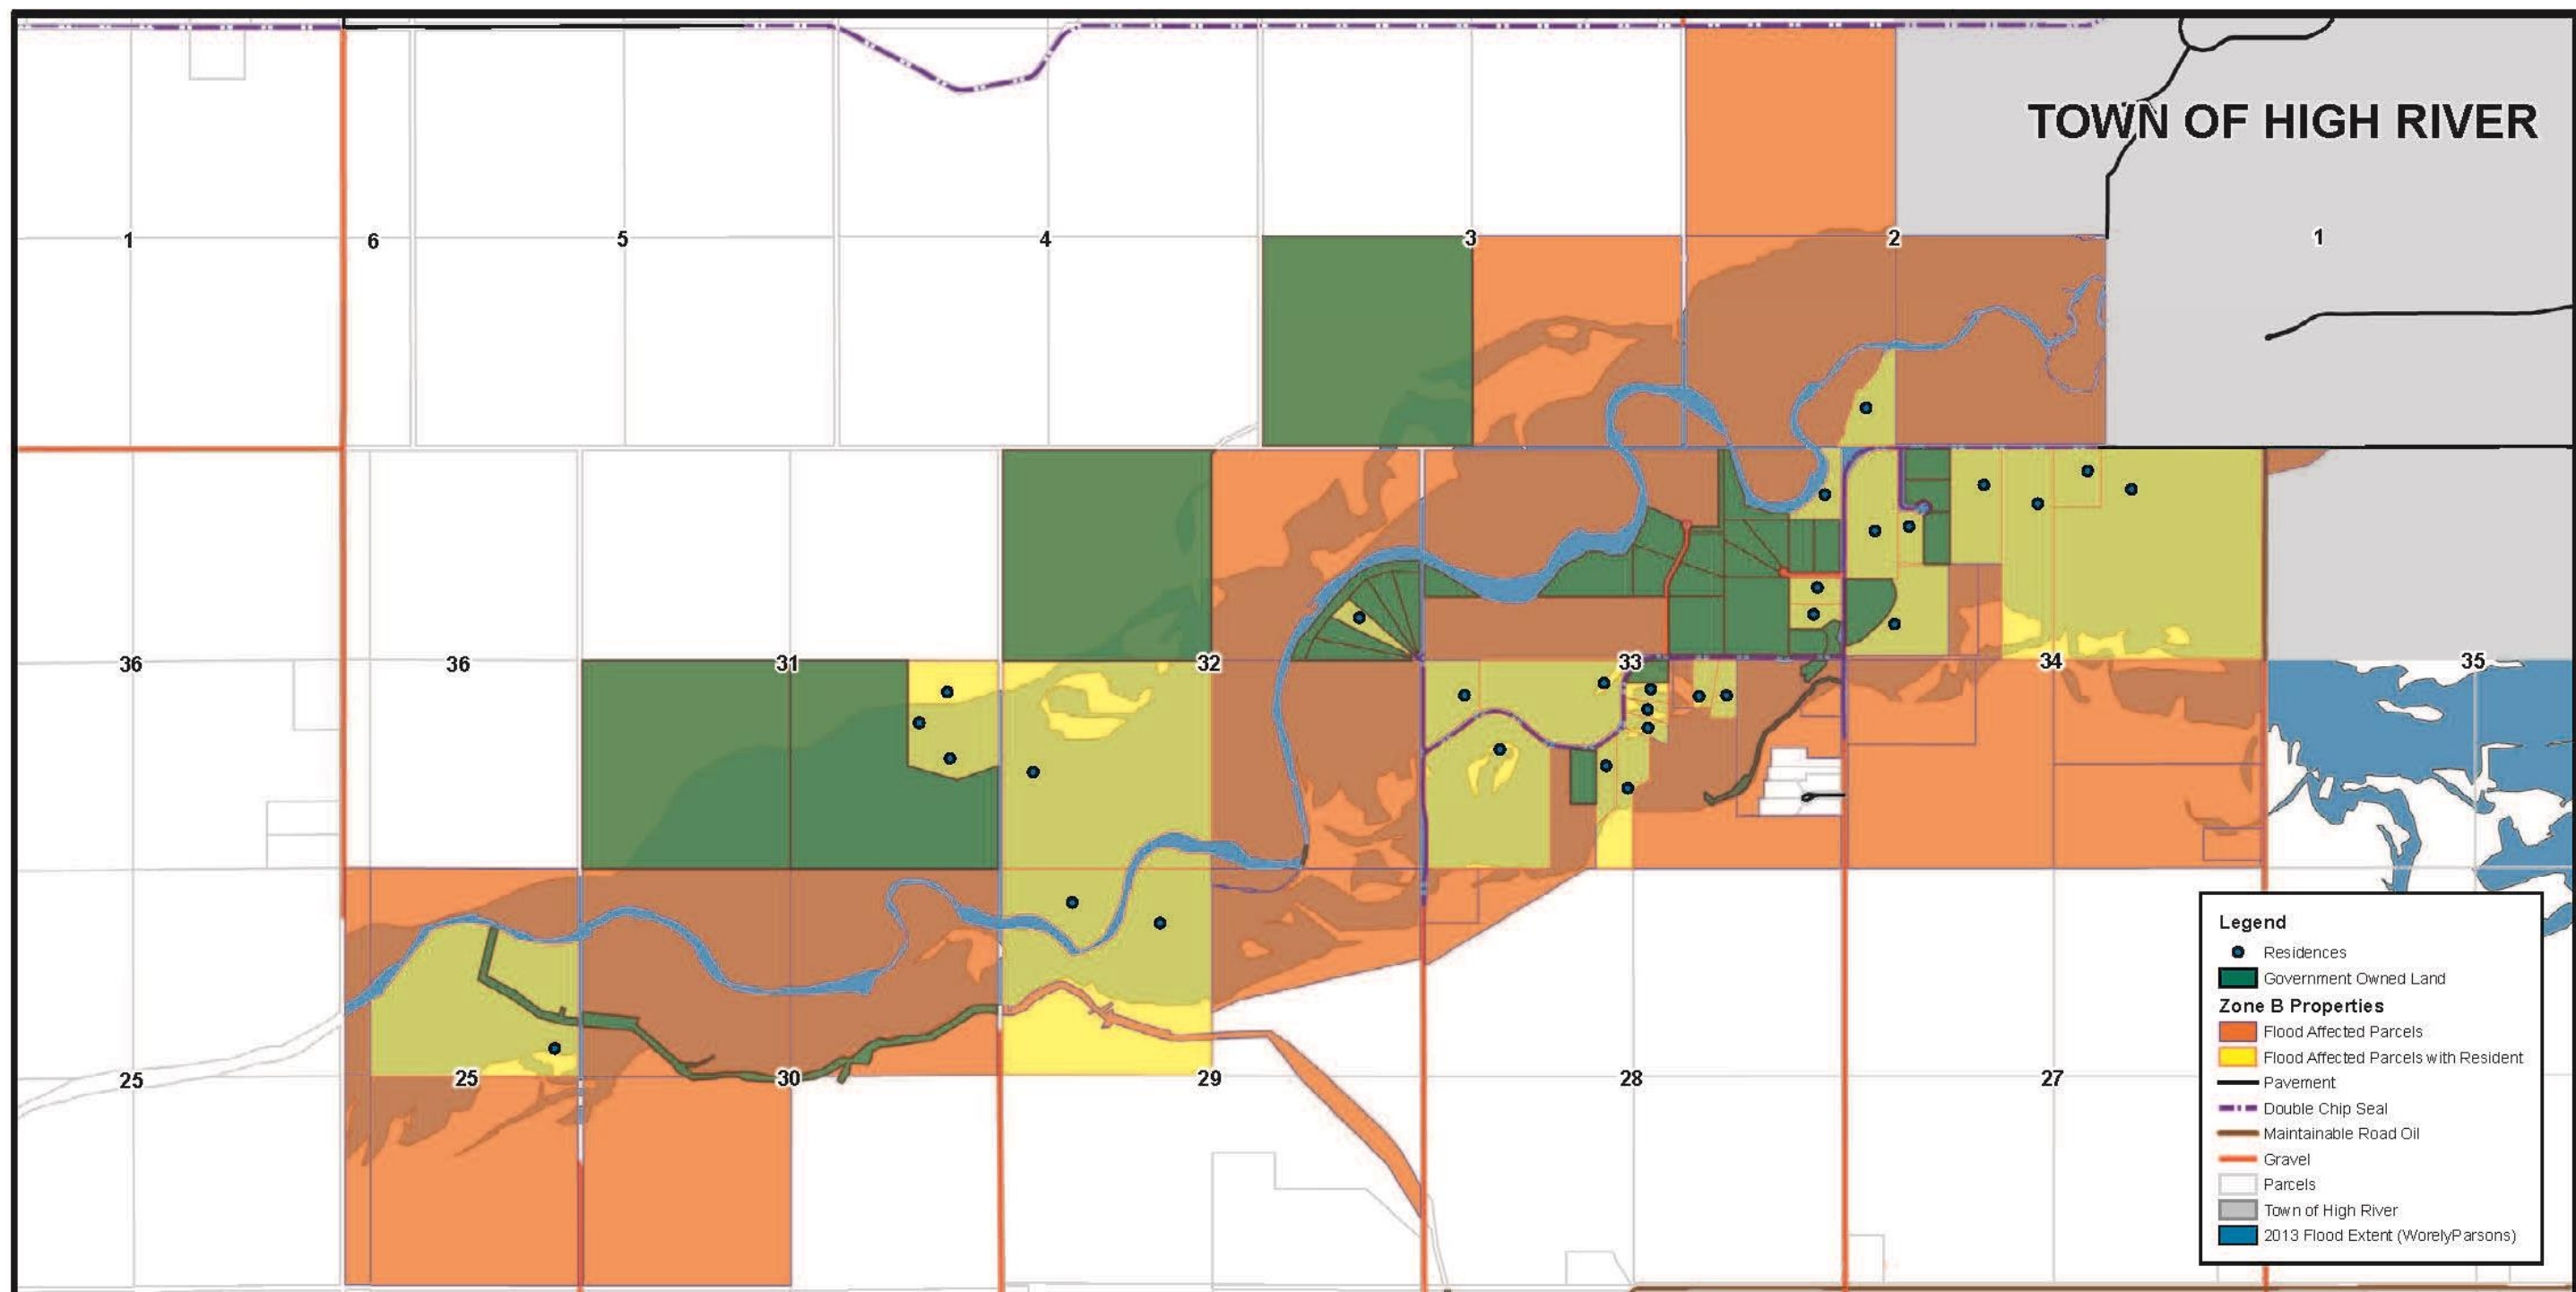 TOWN OF HIGH RIVER
1 6 5 4 3 2 1
36 36 31 32 33 34 35
25 25 30 29 28 27
Legend
Residences
Government Owned Land
Zone B Properties
Flood Affected Parcels
Flood Affected Parcels with Resident
Pavement
Double Chip Seal
Maintainable Road Oil
Gravel
Parcels
Town of High River
2013 Flood Extent (WorelyParsons)